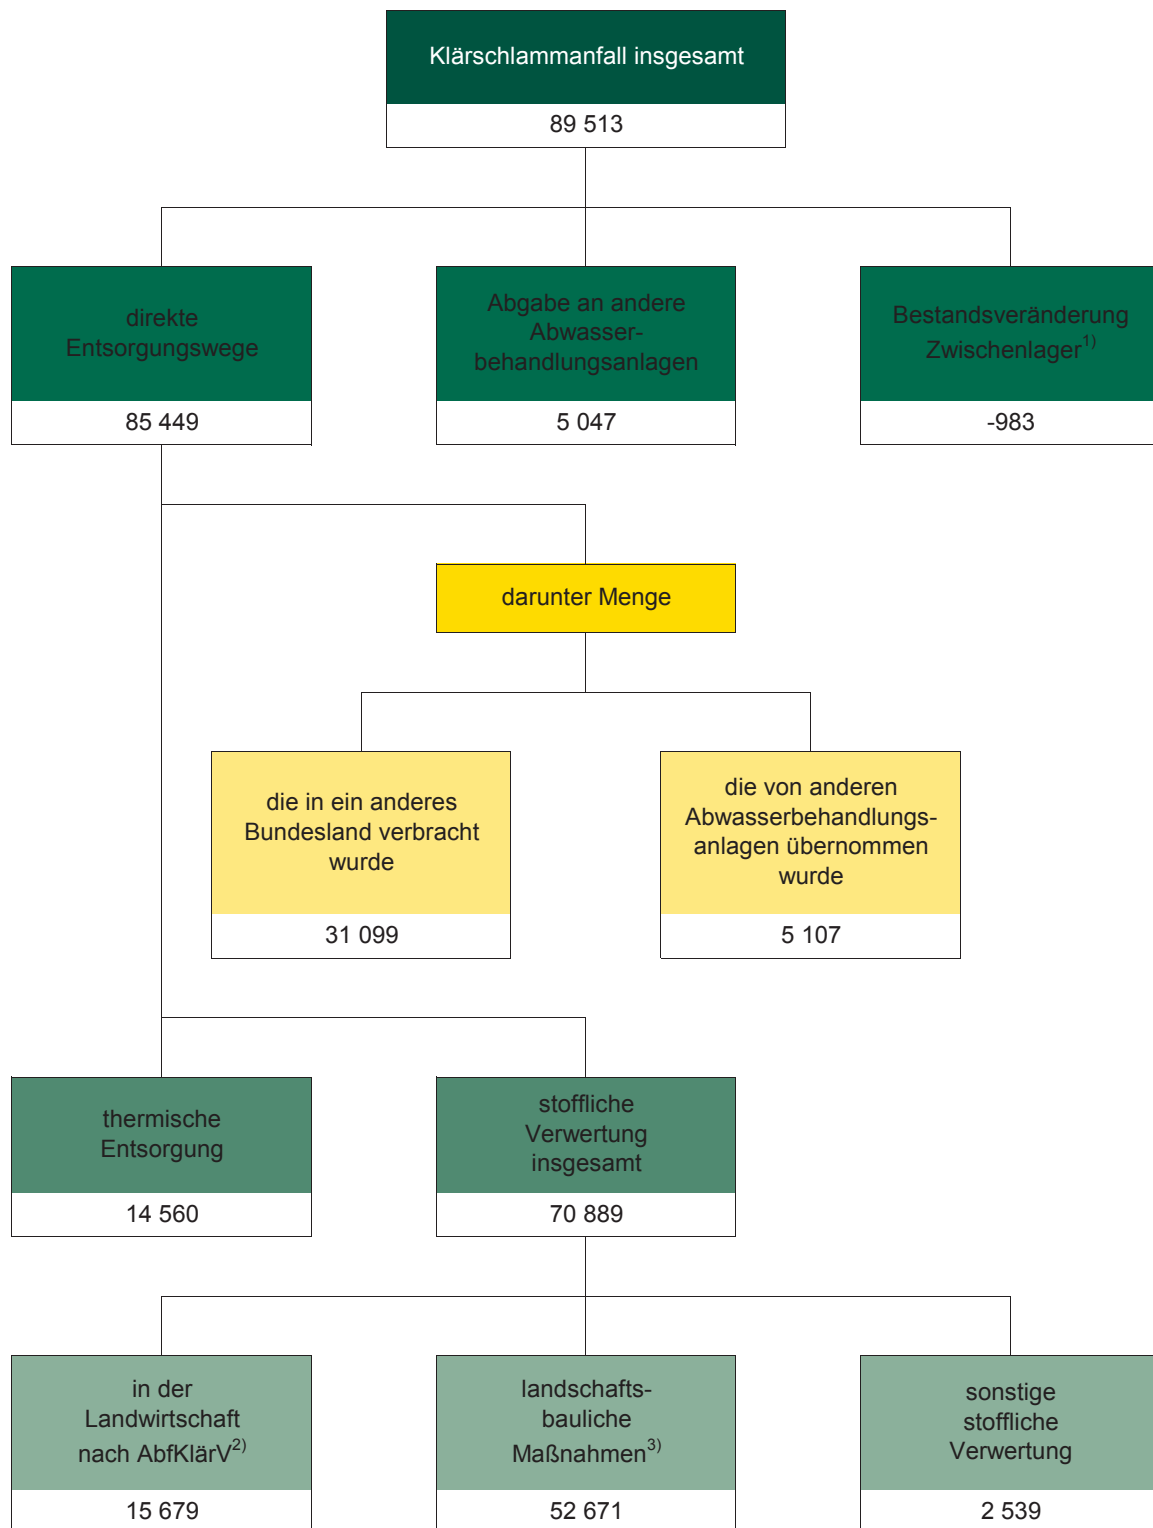 Klärschlammanfall insgesamt
89 513
direkte
Entsorgungswege
85 449
Abgabe an andere
Abwasser-
behandlungsanlagen
5 047
Bestandsveränderung
Zwischenlager1)
-983
darunter Menge
die in ein anderes
Bundesland verbracht
wurde
31 099
die von anderen
Abwasserbehandlungs-
anlagen übernommen
wurde
5 107
thermische
Entsorgung
14 560
stoffliche
Verwertung
insgesamt
70 889
in der
Landwirtschaft
nach AbfKlärV2)
15 679
landschafts-
bauliche
Maßnahmen3)
52 671
sonstige
stoffliche
Verwertung
2 539